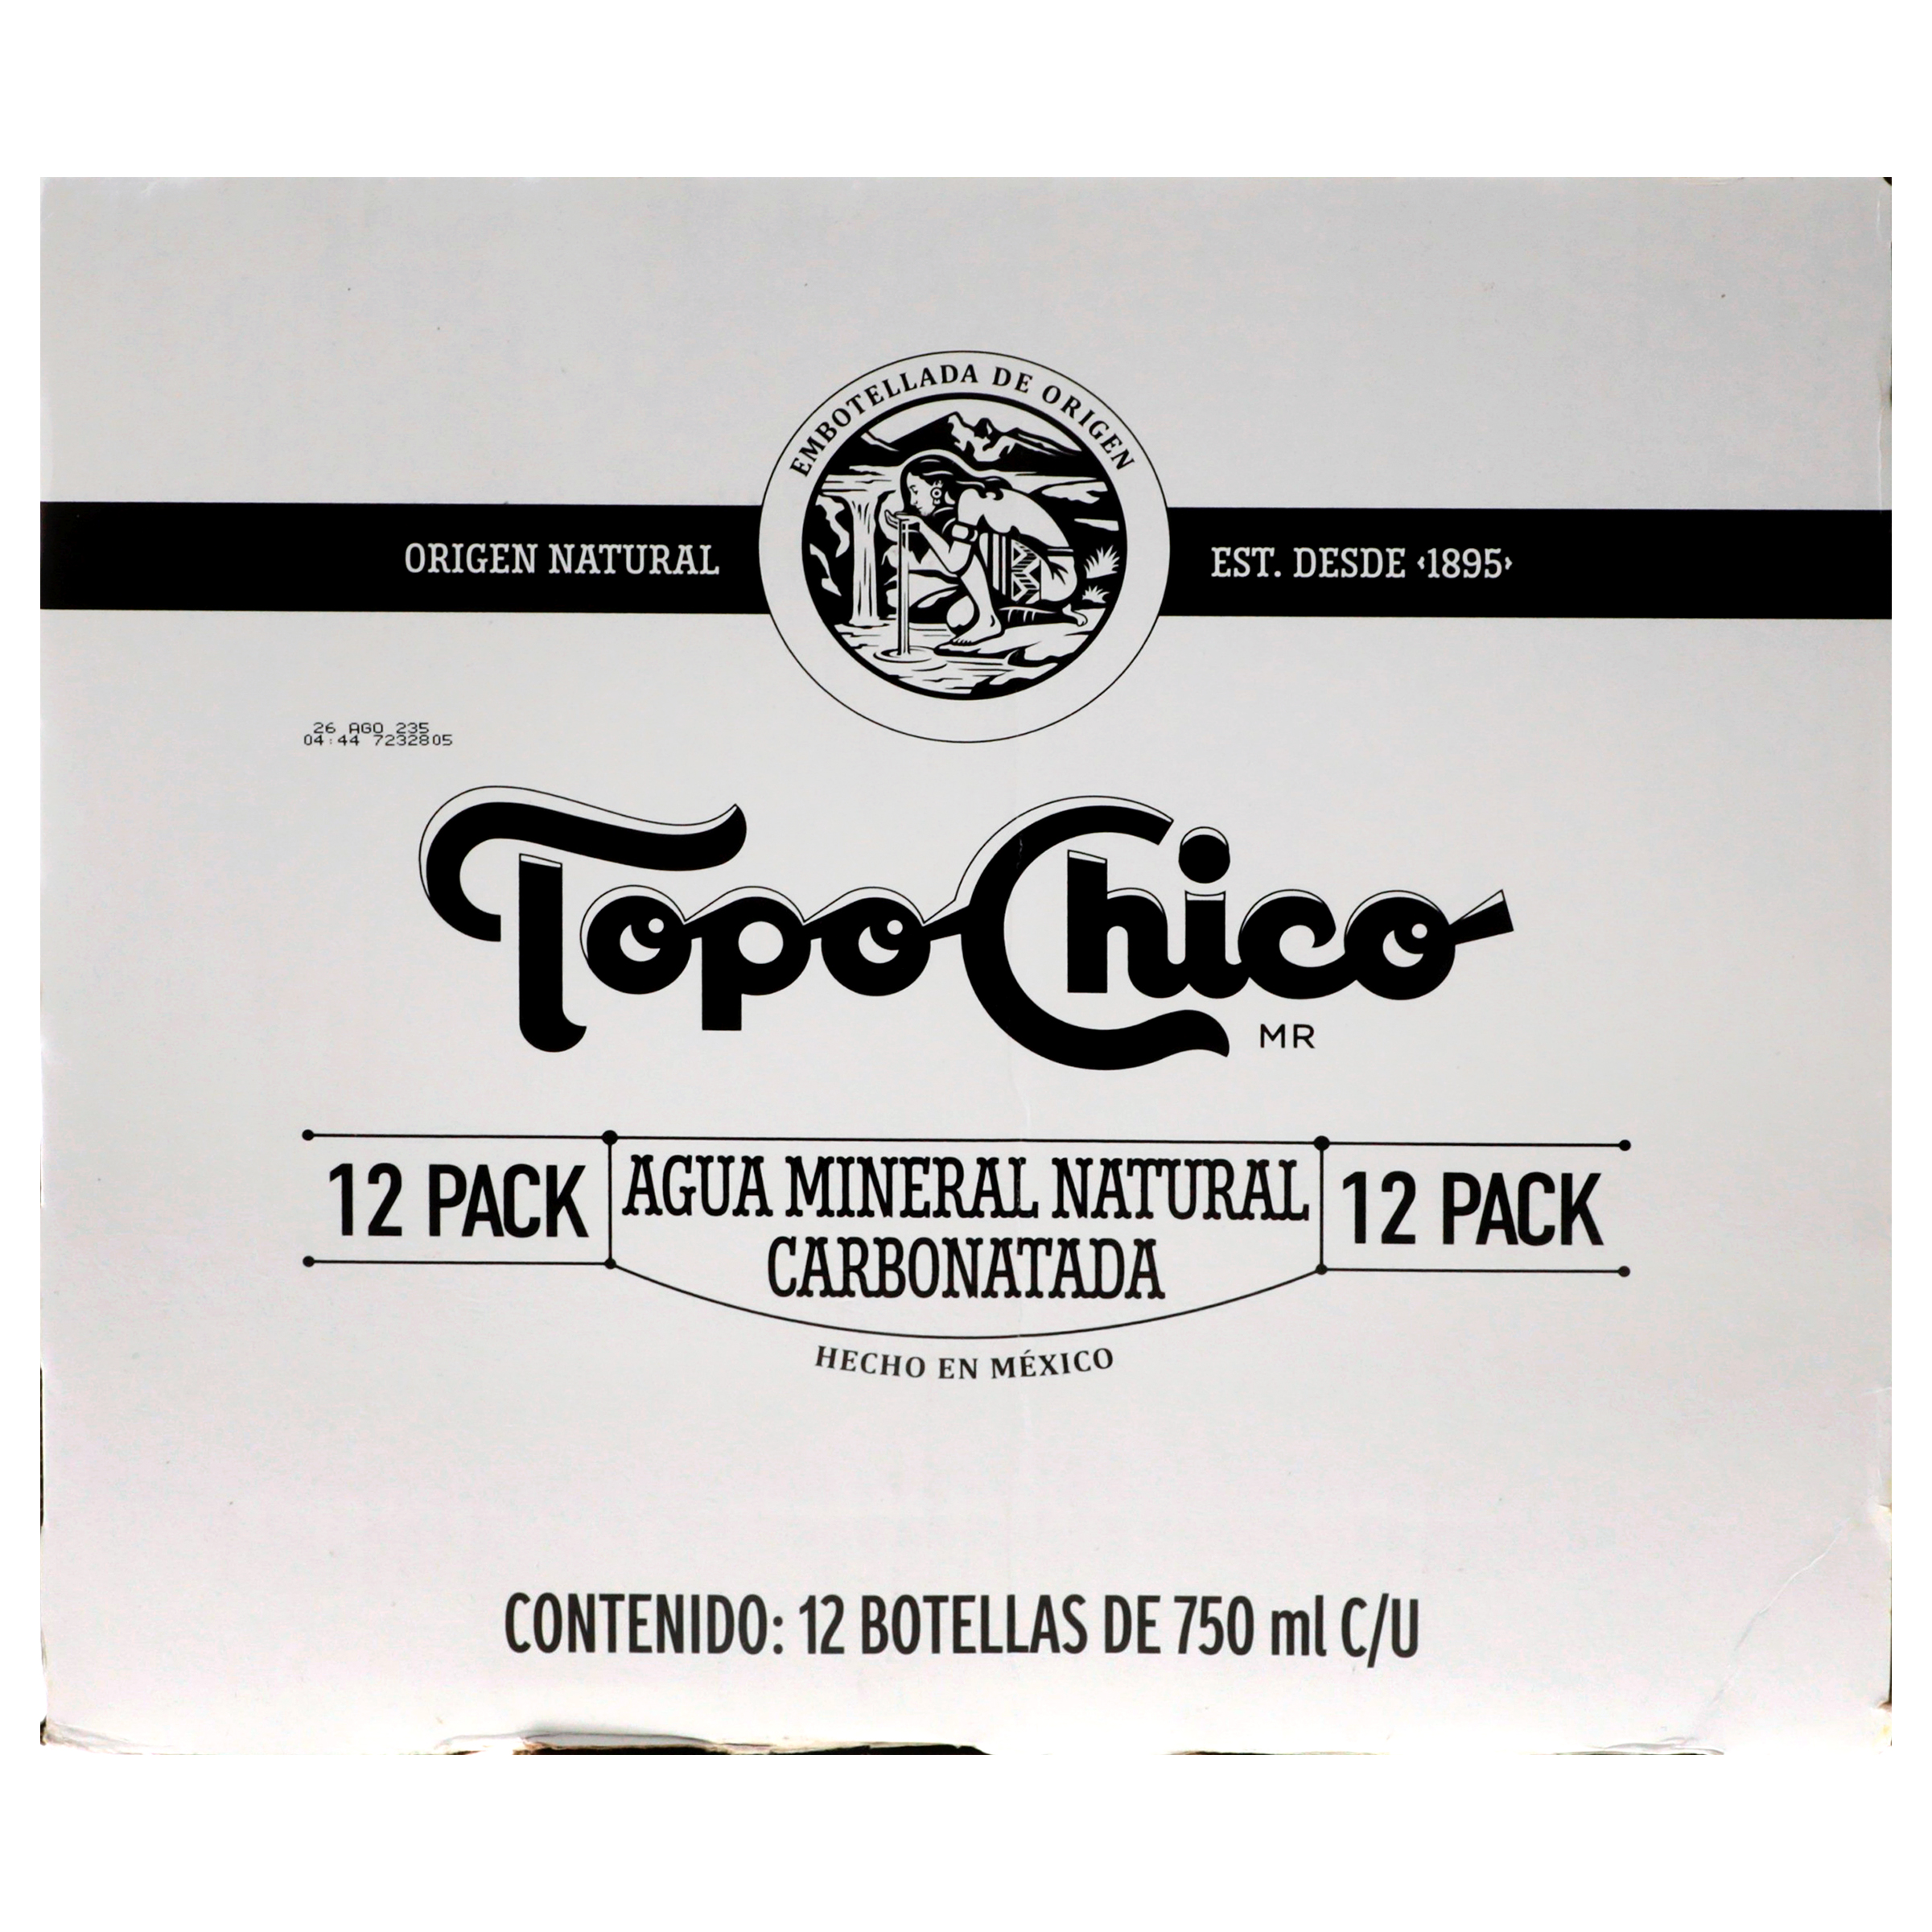 EMBOTELLADA DE ORIGEN
ORIGEN NATURAL
EST. DESDE ‹1895›
26 AGO 235
04:44 7232805
Topo Chico
MR
12 PACK
AGUA MINERAL NATURAL
CARBONATADA
12 PACK
HECHO EN MÉXICO
CONTENIDO: 12 BOTELLAS DE 750 ml C/U